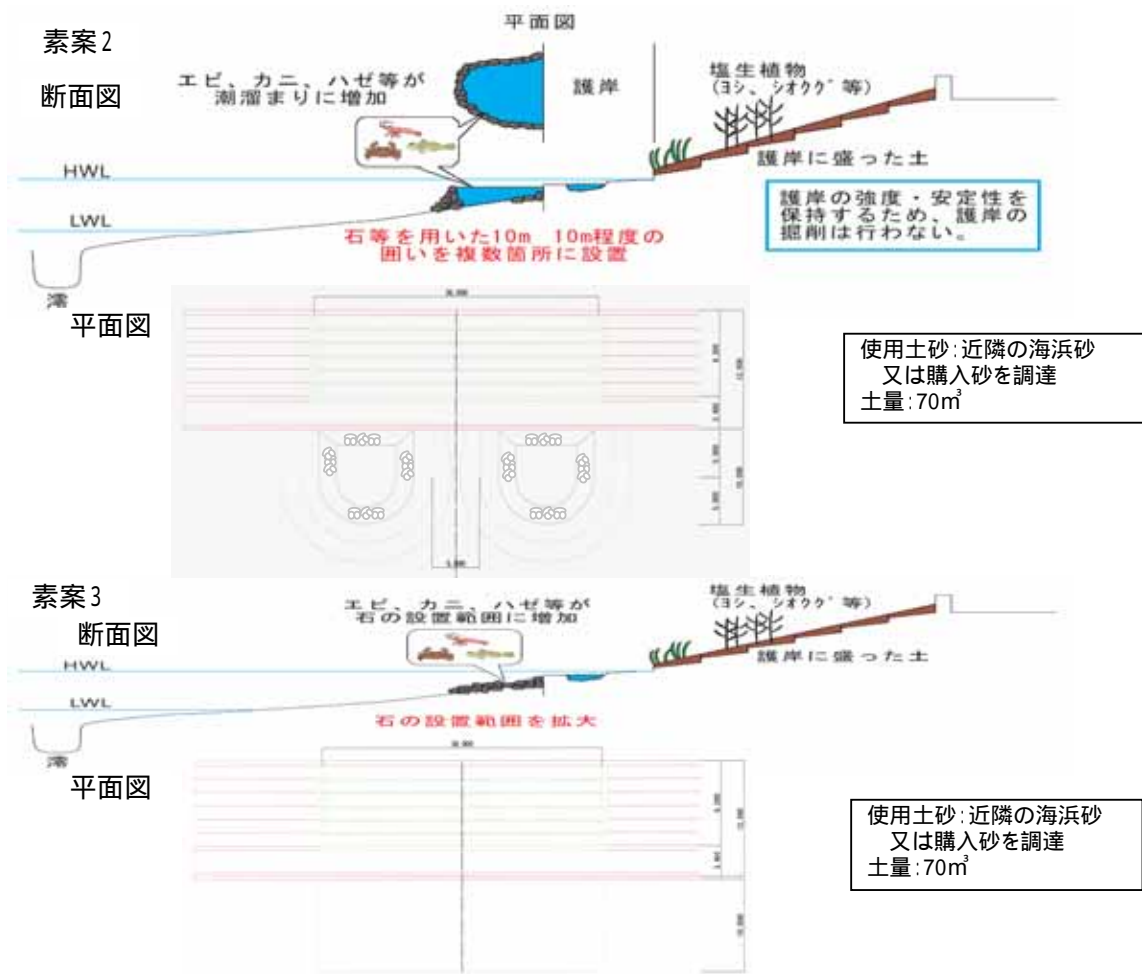 平面図
素案2
断面図
エビ、カニ、ハゼ等が
潮溜まりに増加
護岸
塩生植物
(ヨシ、シオクグ等)
HWL
護岸に盛った土
LWL
護岸の強度・安定性を
保持するため、護岸の
掘削は行わない。
石等を用いた10m 10m程度の
囲いを複数箇所に設置
澪
平面図
使用土砂:近隣の海浜砂
又は購入砂を調達
土量:70㎥
素案3
断面図
エビ、カニ、ハゼ等が
石の設置範囲に増加
塩生植物
(ヨシ、シオクグ等)
HWL
護岸に盛った土
LWL
石の設置範囲を拡大
澪
平面図
使用土砂:近隣の海浜砂
又は購入砂を調達
土量:70㎥